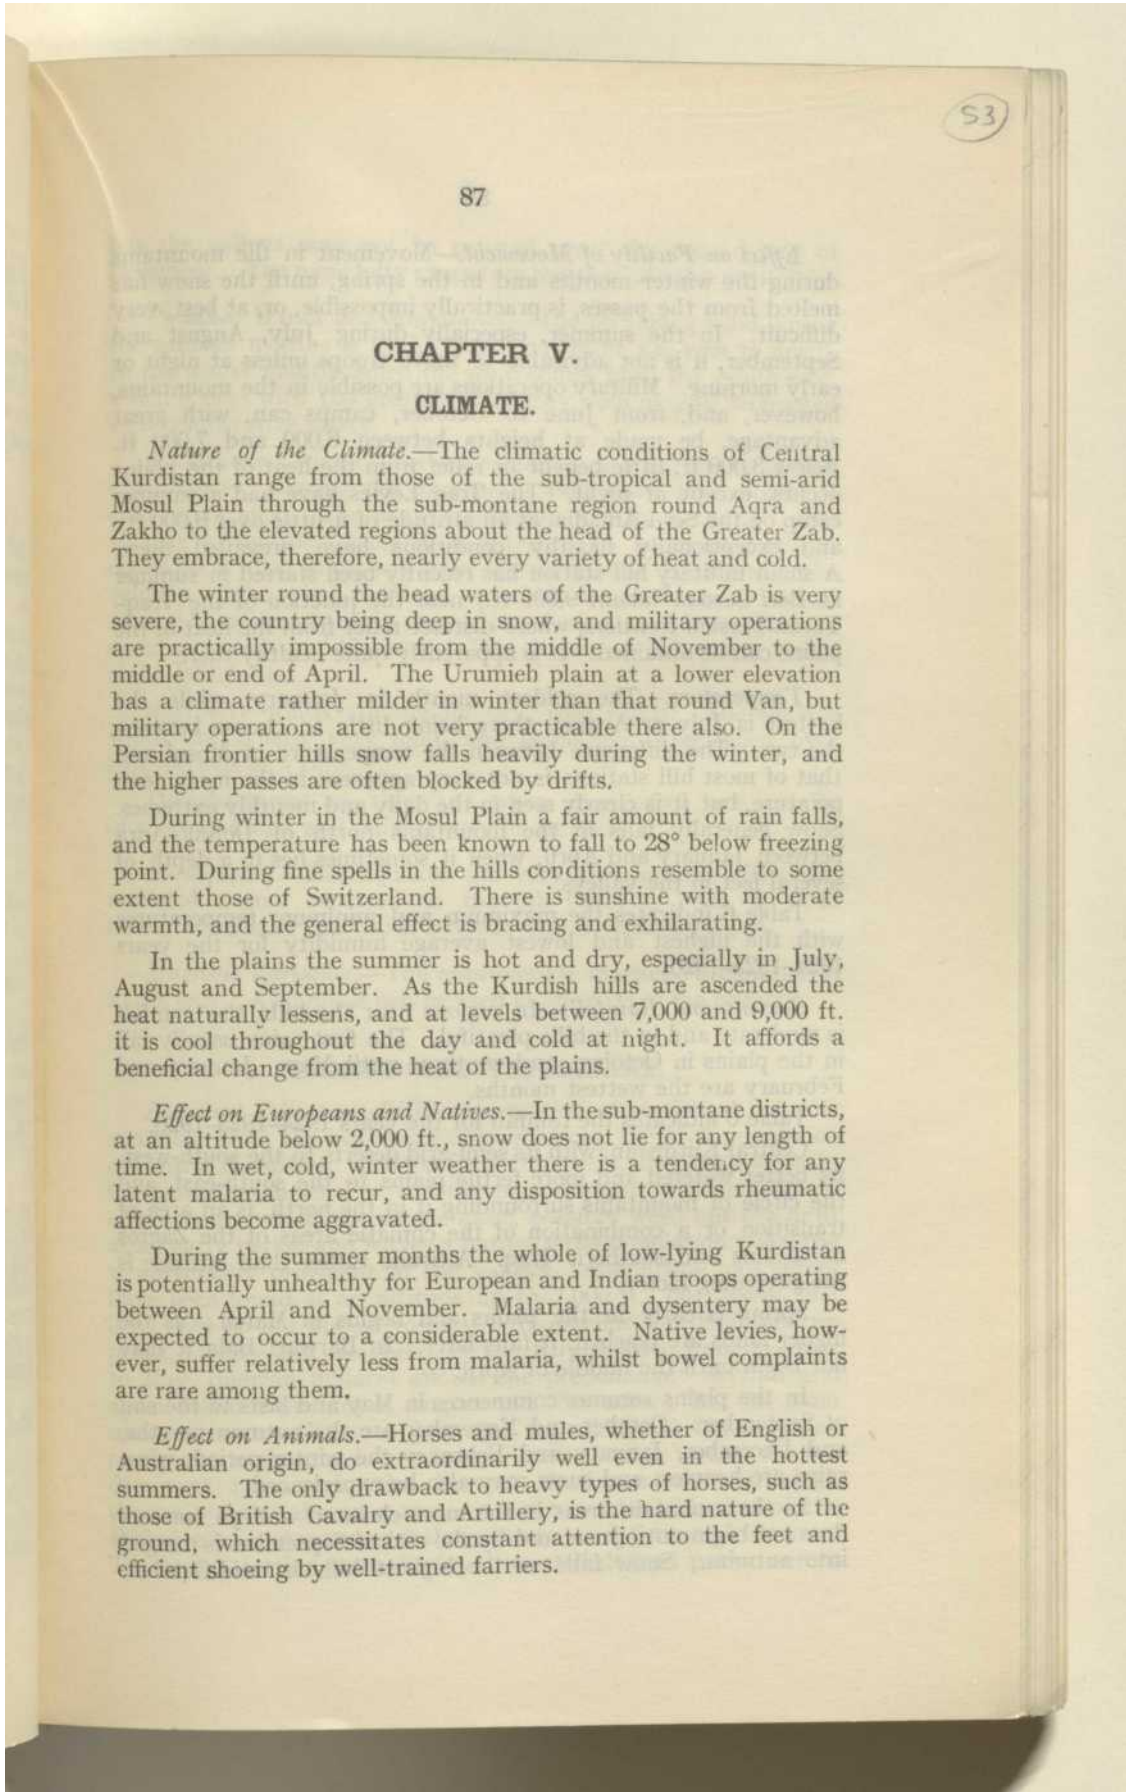 53
87
CHAPTER V.
CLIMATE.
Nature of the Climate.—The climatic conditions of Central
Kurdistan range from those of the sub-tropical and semi-arid
Mosul Plain through the sub-montane region round Aqra and
Zakho to the elevated regions about the head of the Greater Zab.
They embrace, therefore, nearly every variety of heat and cold.
The winter round the head waters of the Greater Zab is very
severe, the country being deep in snow, and military operations
are practically impossible from the middle of November to the
middle or end of April. The Urumieh plain at a lower elevation
has a climate rather milder in winter than that round Van, but
military operations are not very practicable there also. On the
Persian frontier hills snow falls heavily during the winter, and
the higher passes are often blocked by drifts.
During winter in the Mosul Plain a fair amount of rain falls,
and the temperature has been known to fall to 28° below freezing
point. During fine spells in the hills conditions resemble to some
extent those of Switzerland. There is sunshine with moderate
warmth, and the general effect is bracing and exhilarating.
In the plains the summer is hot and dry, especially in July,
August and September. As the Kurdish hills are ascended the
heat naturally lessens, and at levels between 7,000 and 9,000 ft.
it is cool throughout the day and cold at night. It affords a
beneficial change from the heat of the plains.
Effect on Europeans and Natives.—In the sub-montane districts,
at an altitude below 2,000 ft., snow does not lie for any length of
time. In wet, cold, winter weather there is a tendency for any
latent malaria to recur, and any disposition towards rheumatic
affections become aggravated.
During the summer months the whole of low-lying Kurdistan
is potentially unhealthy for European and Indian troops operating
between April and November. Malaria and dysentery may be
expected to occur to a considerable extent. Native levies, how-
ever, suffer relatively less from malaria, whilst bowel complaints
are rare among them.
Effect on Animals.—Horses and mules, whether of English or
Australian origin, do extraordinarily well even in the hottest
summers. The only drawback to heavy types of horses, such as
those of British Cavalry and Artillery, is the hard nature of the
ground, which necessitates constant attention to the feet and
efficient shoeing by well-trained farriers.